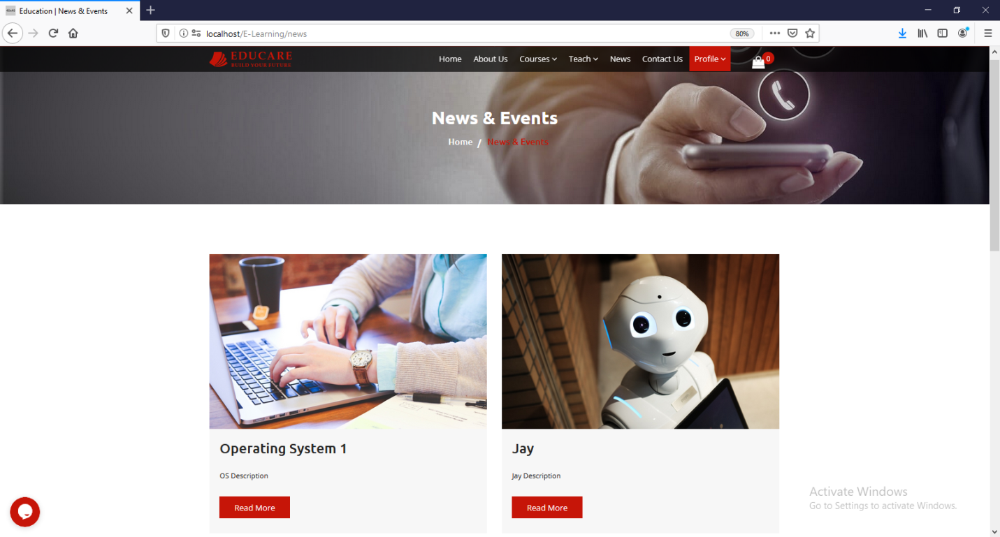 Education | News & Events
localhost/E-Learning/news
80%
EDUCARE
BUILD YOUR FUTURE
Home
About Us
Courses
Teach
News
Contact Us
Profile
0
News & Events
Home / News & Events
Operating System 1
Jay
OS Description
Jay Description
Read More
Read More
Activate Windows
Go to Settings to activate Windows.